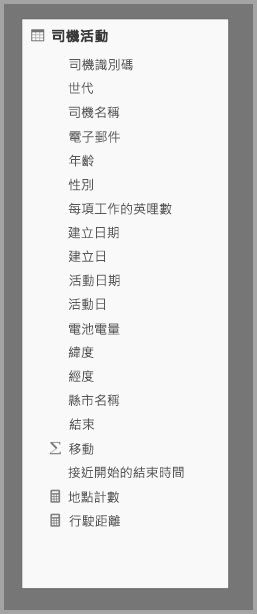 司機活動
司機識別碼
世代
司機名稱
電子郵件
年齡
性別
每項工作的英哩數
建立日期
建立日
活動日期
活動日
電池電量
緯度
經度
縣市名稱
結束
移動
接近開始的結束時間
地點計數
行駛距離